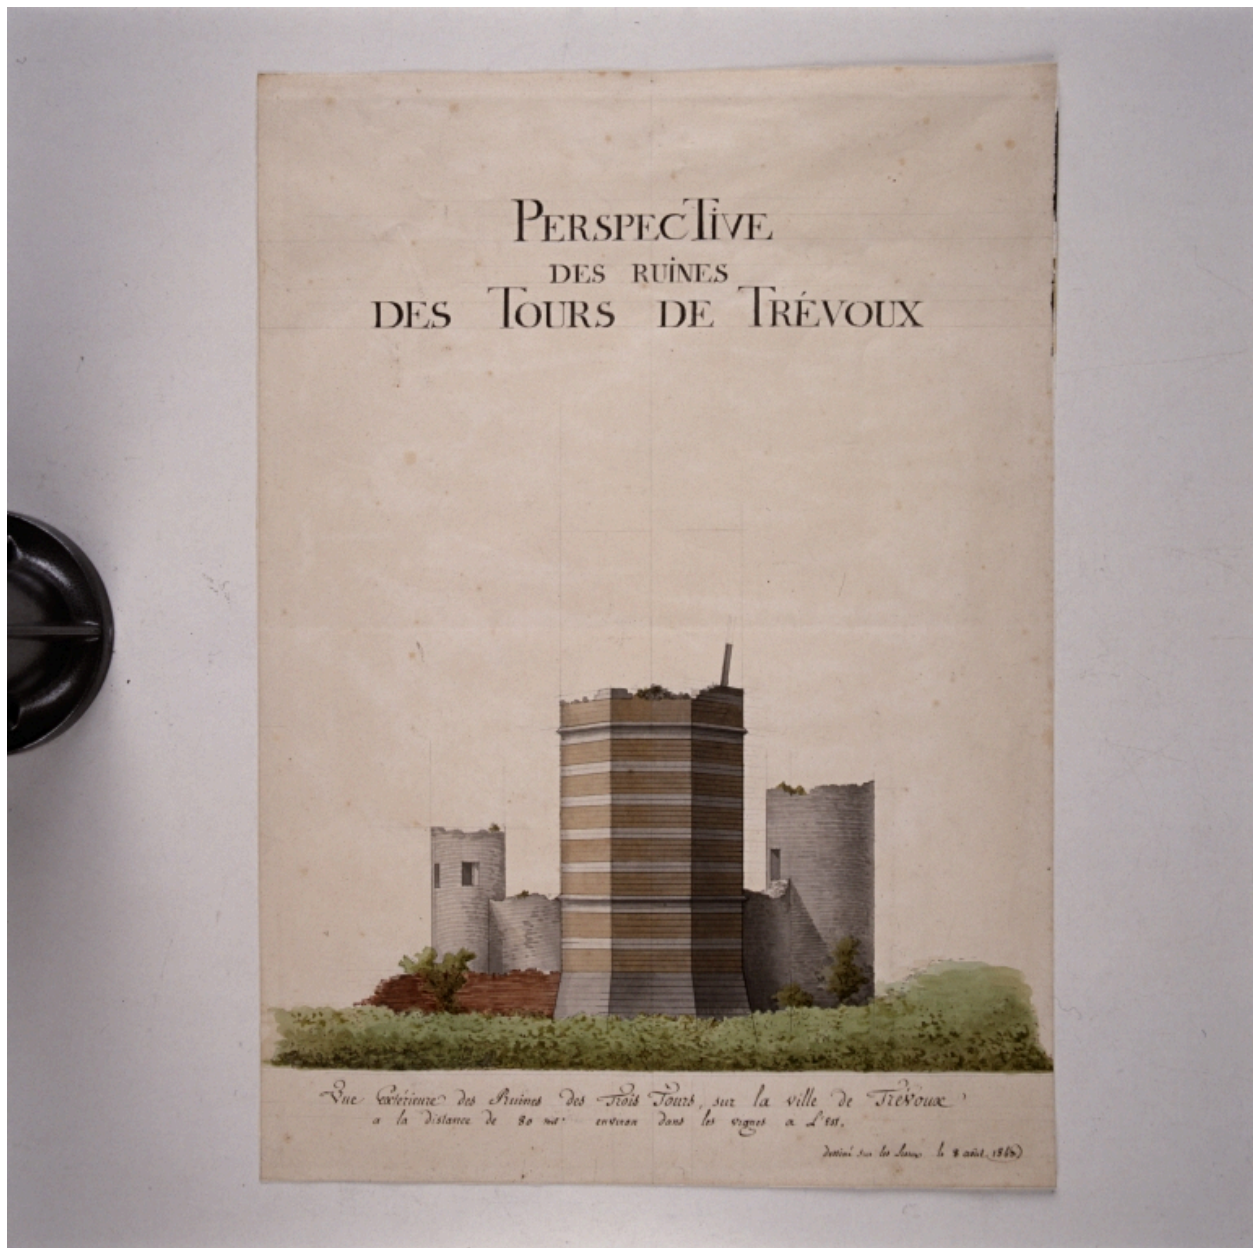 PERSPECTIVE
DES RUINES
DES TOURS DE TRÉVOUX
Vue Extérieure des Ruines des Trois Tours, sur la ville de Trévoux
a la distance de 80 mt. environ dans les vignes a L'Est.
dessiné sur les Lieux le 8 août